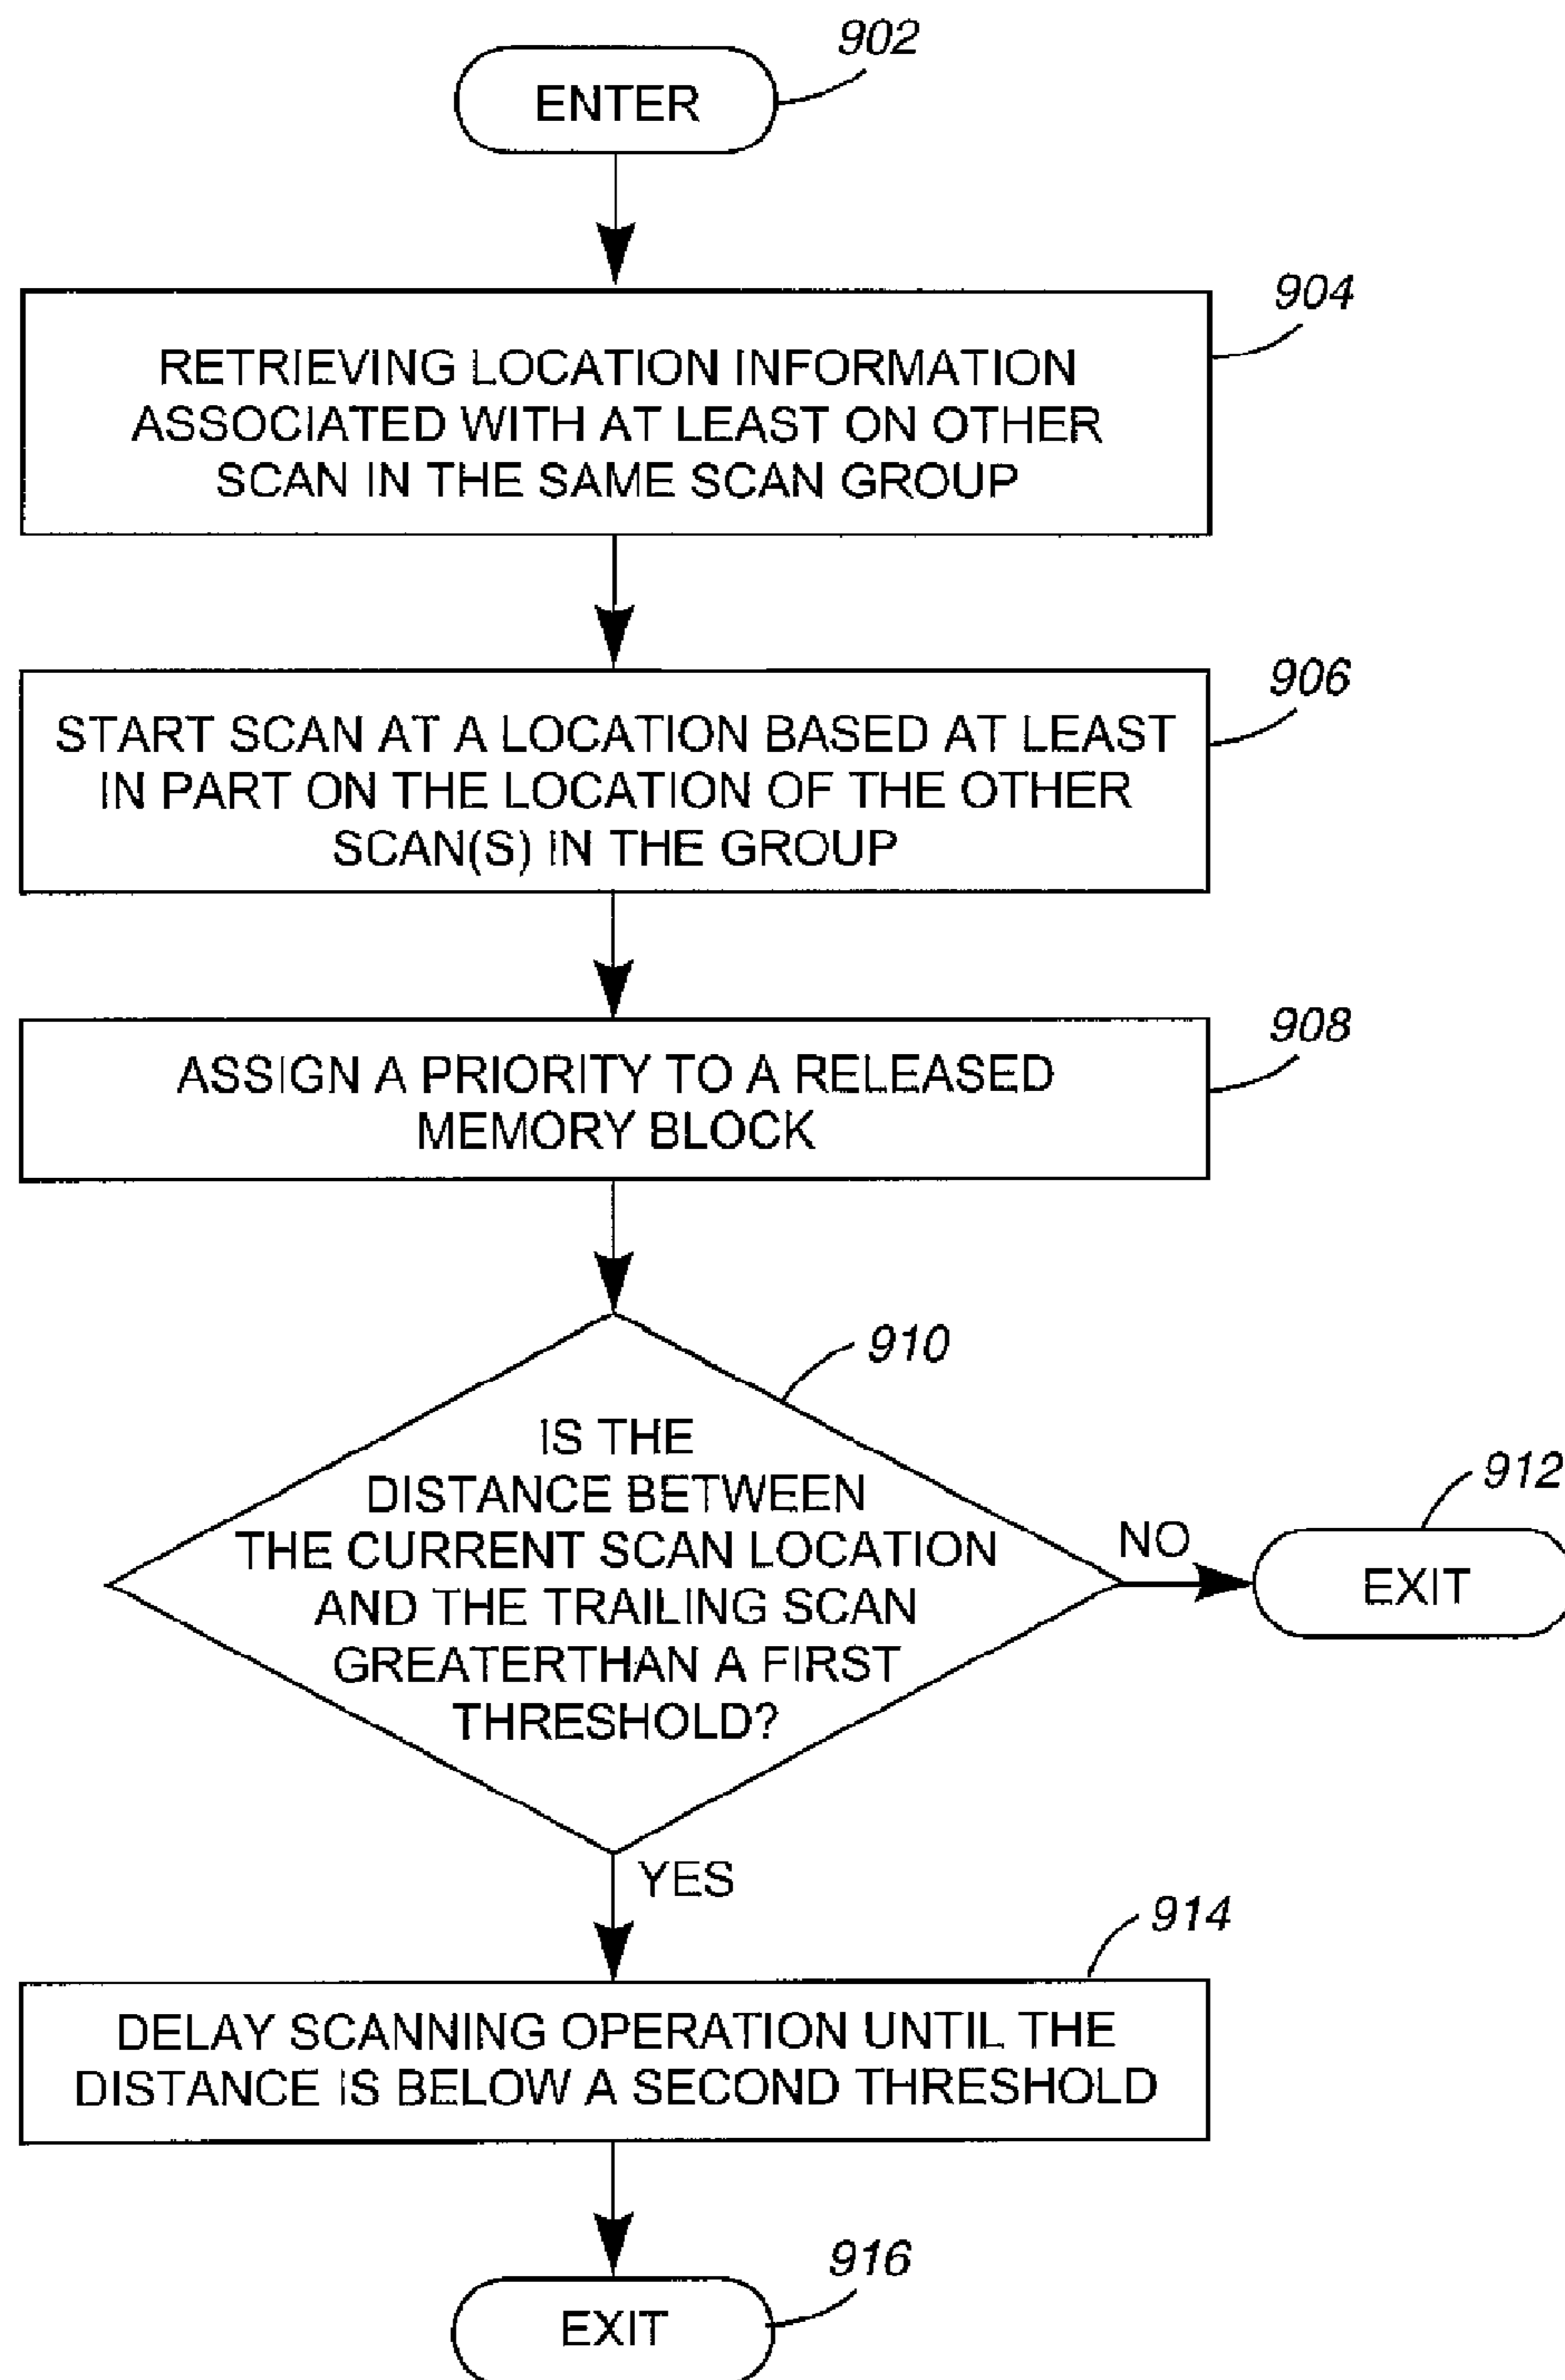 902
ENTER
904
RETRIEVING LOCATION INFORMATION
ASSOCIATED WITH AT LEAST ON OTHER
SCAN IN THE SAME SCAN GROUP
906
START SCAN AT A LOCATION BASED AT LEAST
IN PART ON THE LOCATION OF THE OTHER
SCAN(S) IN THE GROUP
908
ASSIGN A PRIORITY TO A RELEASED
MEMORY BLOCK
910
IS THE
DISTANCE BETWEEN
THE CURRENT SCAN LOCATION
AND THE TRAILING SCAN
GREATERTHAN A FIRST
THRESHOLD?
NO
912
EXIT
YES
914
DELAY SCANNING OPERATION UNTIL THE
DISTANCE IS BELOW A SECOND THRESHOLD
916
EXIT